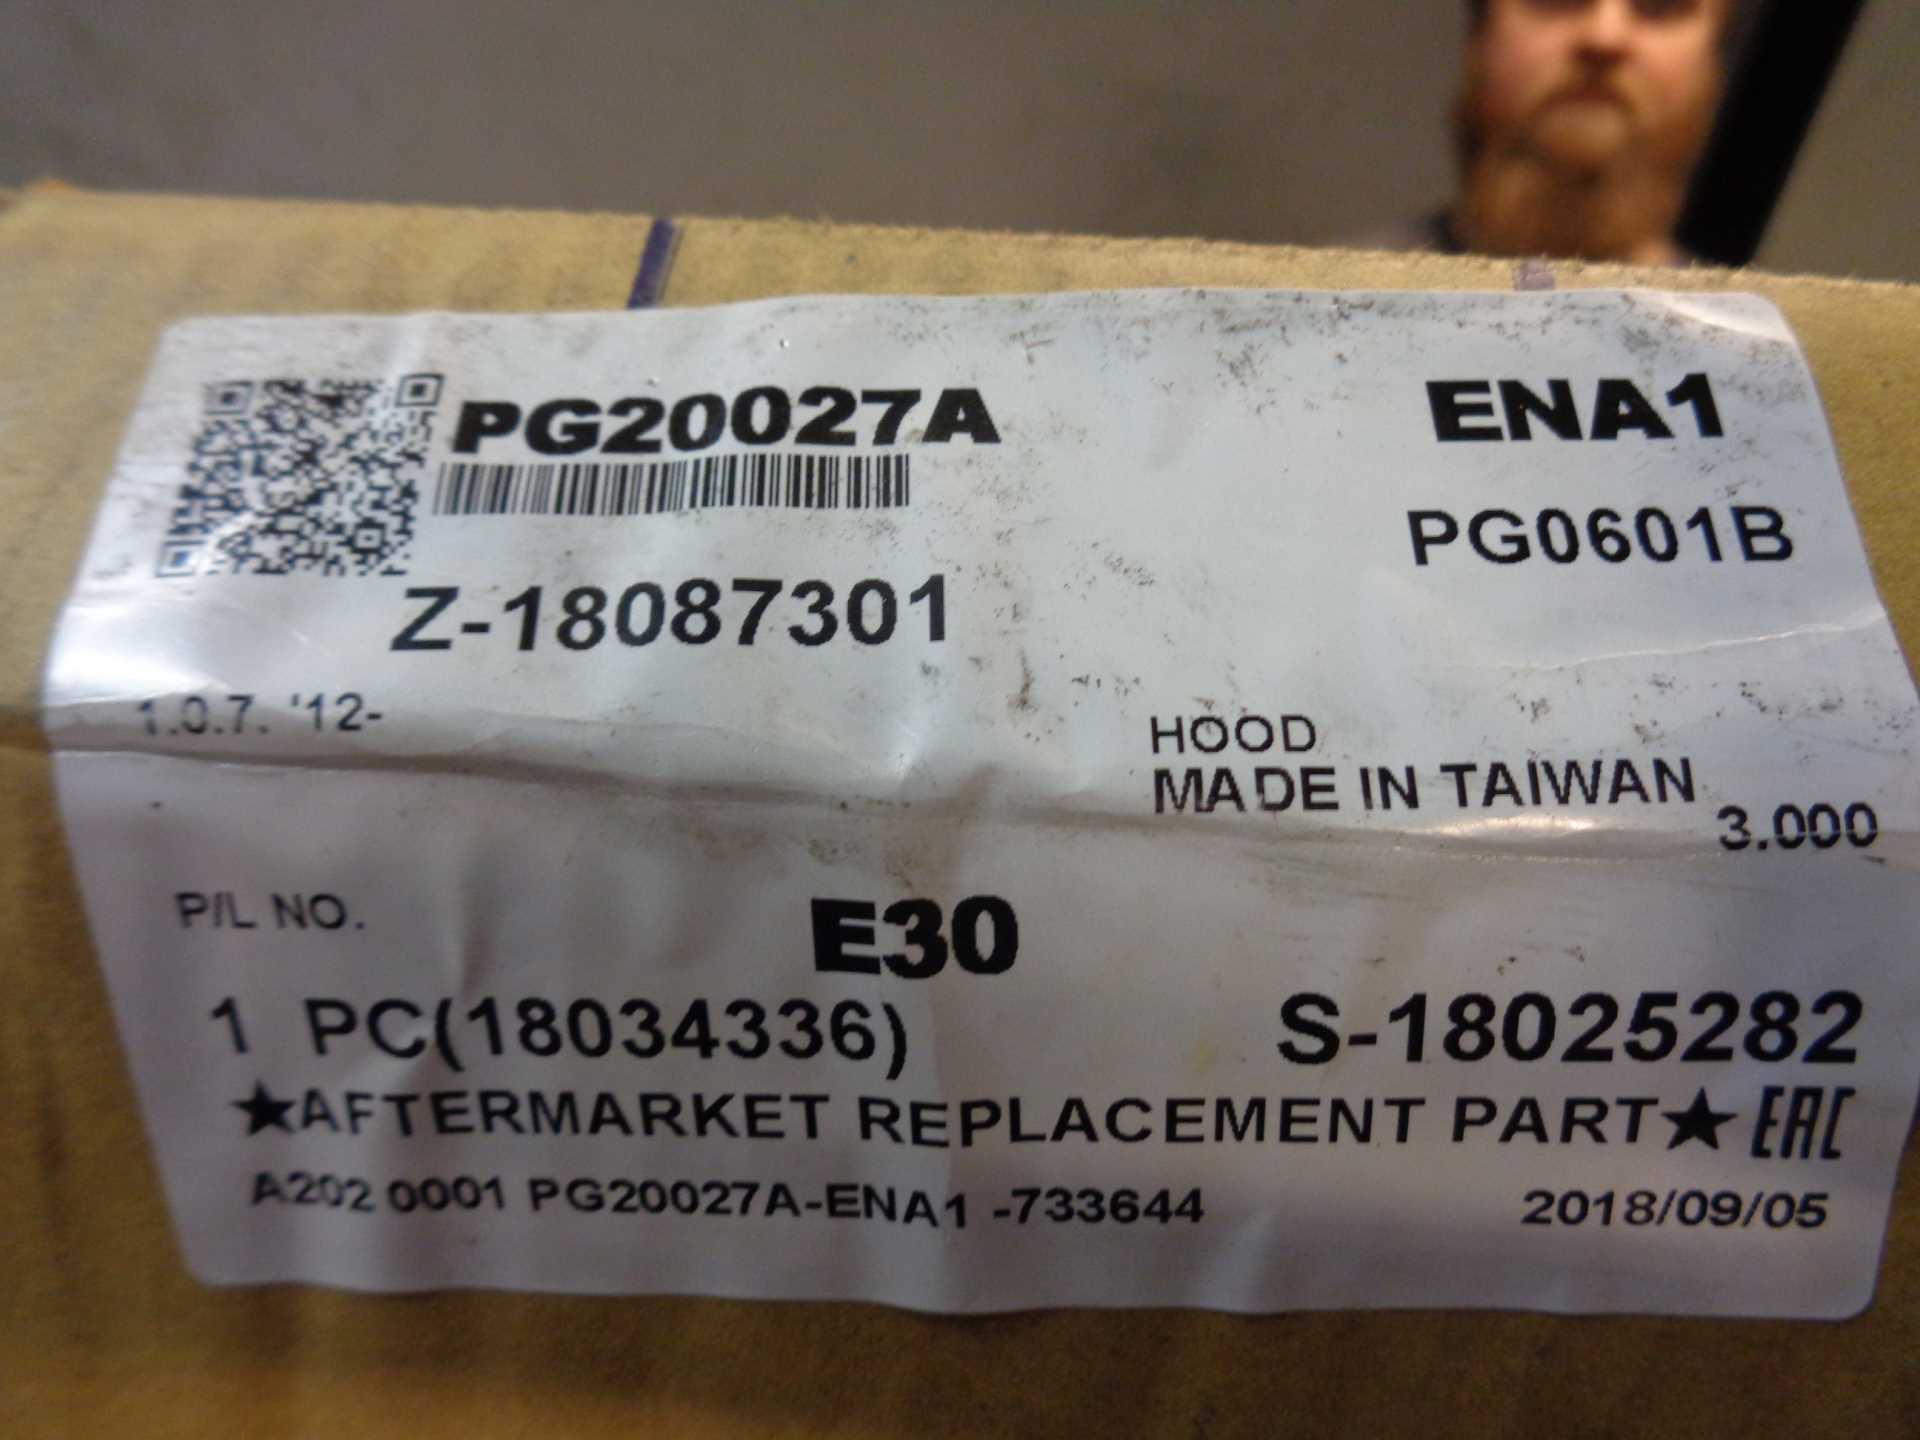 PG20027A
ENA1
PG0601B
Z-18087301
1.0.7. '12-
HOOD
MADE IN TAIWAN
3.000
P/L NO.
E30
1 PC(18034336)
S-18025282
★AFTERMARKET REPLACEMENT PART★ EAC
A202 0001 PG20027A-ENA1 -733644
2018/09/05